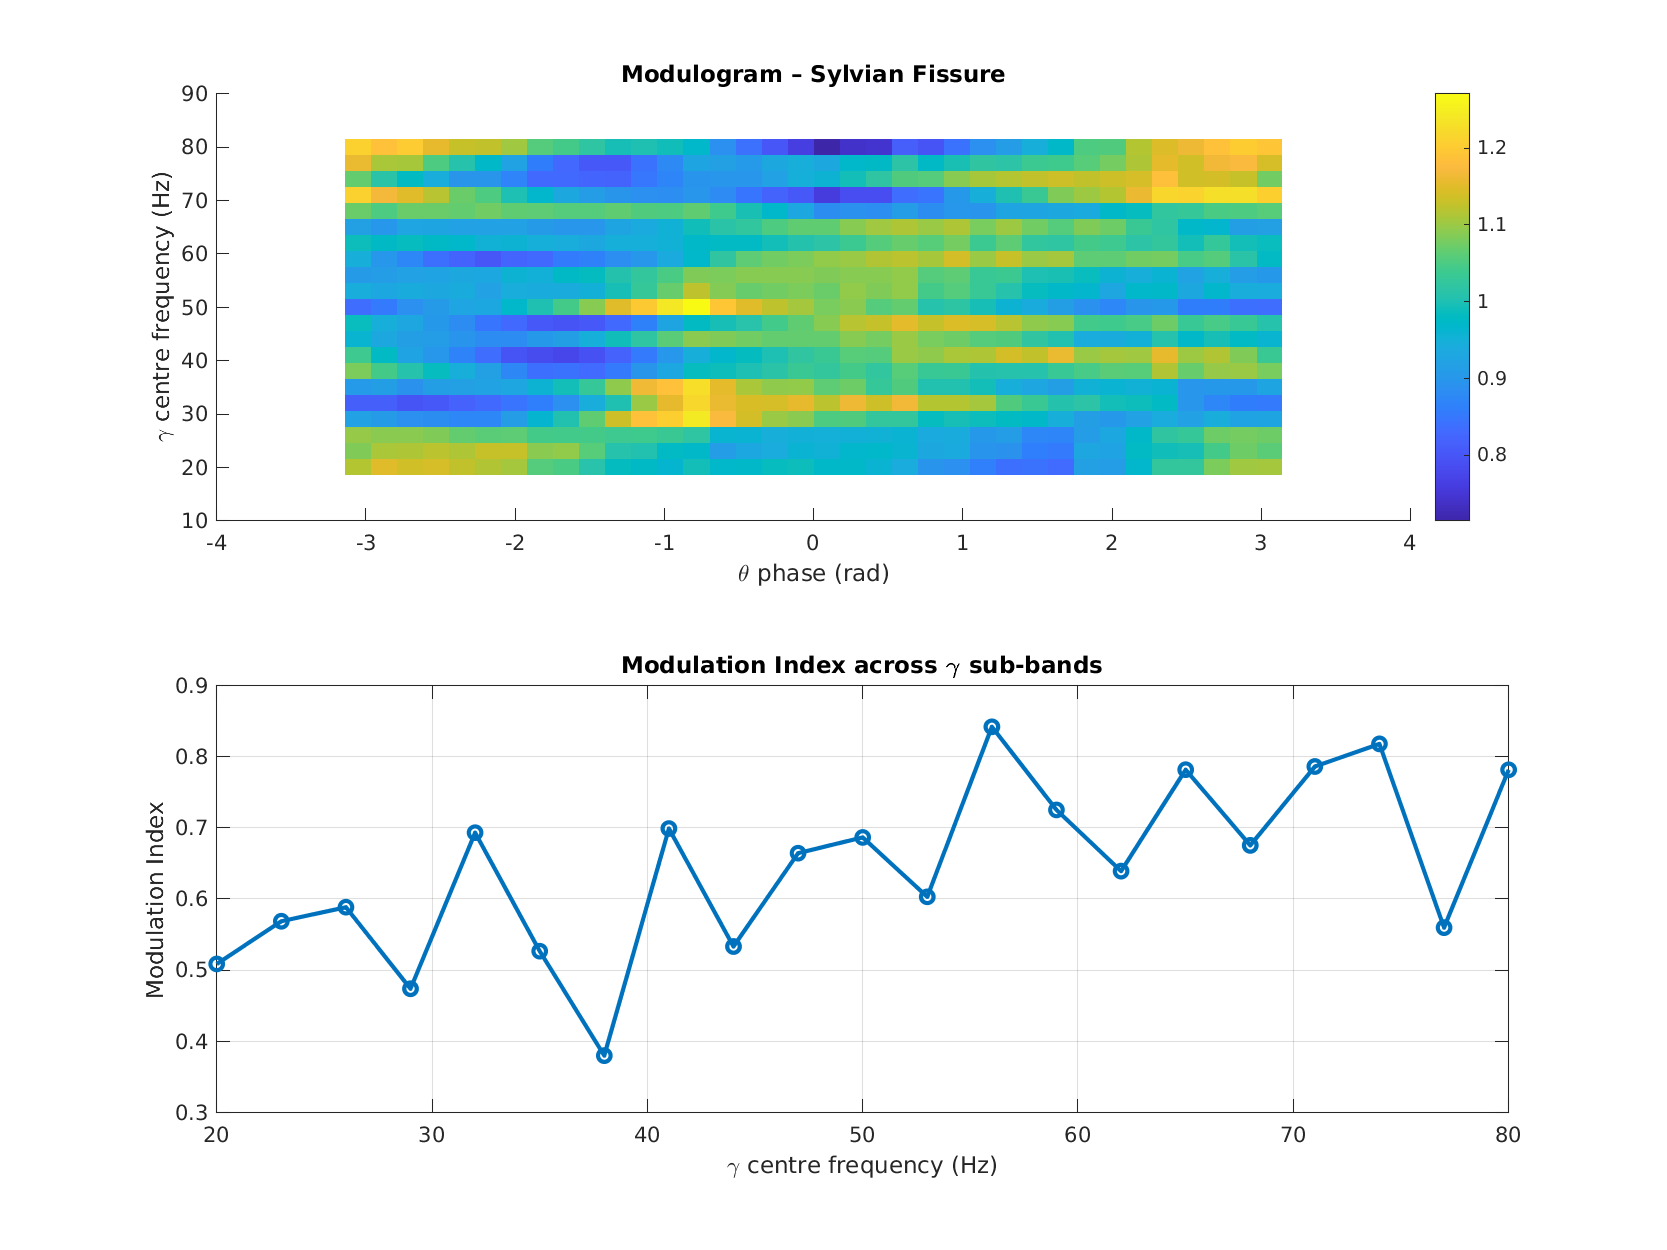 Modulogram – Sylvian Fissure
γ centre frequency (Hz)
90
80
70
60
50
40
30
20
10
-4 -3 -2 -1 0 1 2 3 4
θ phase (rad)
1.2
1.1
1
0.9
0.8
Modulation Index across γ sub-bands
Modulation Index
0.9
0.8
0.7
0.6
0.5
0.4
0.3
20 30 40 50 60 70 80
γ centre frequency (Hz)